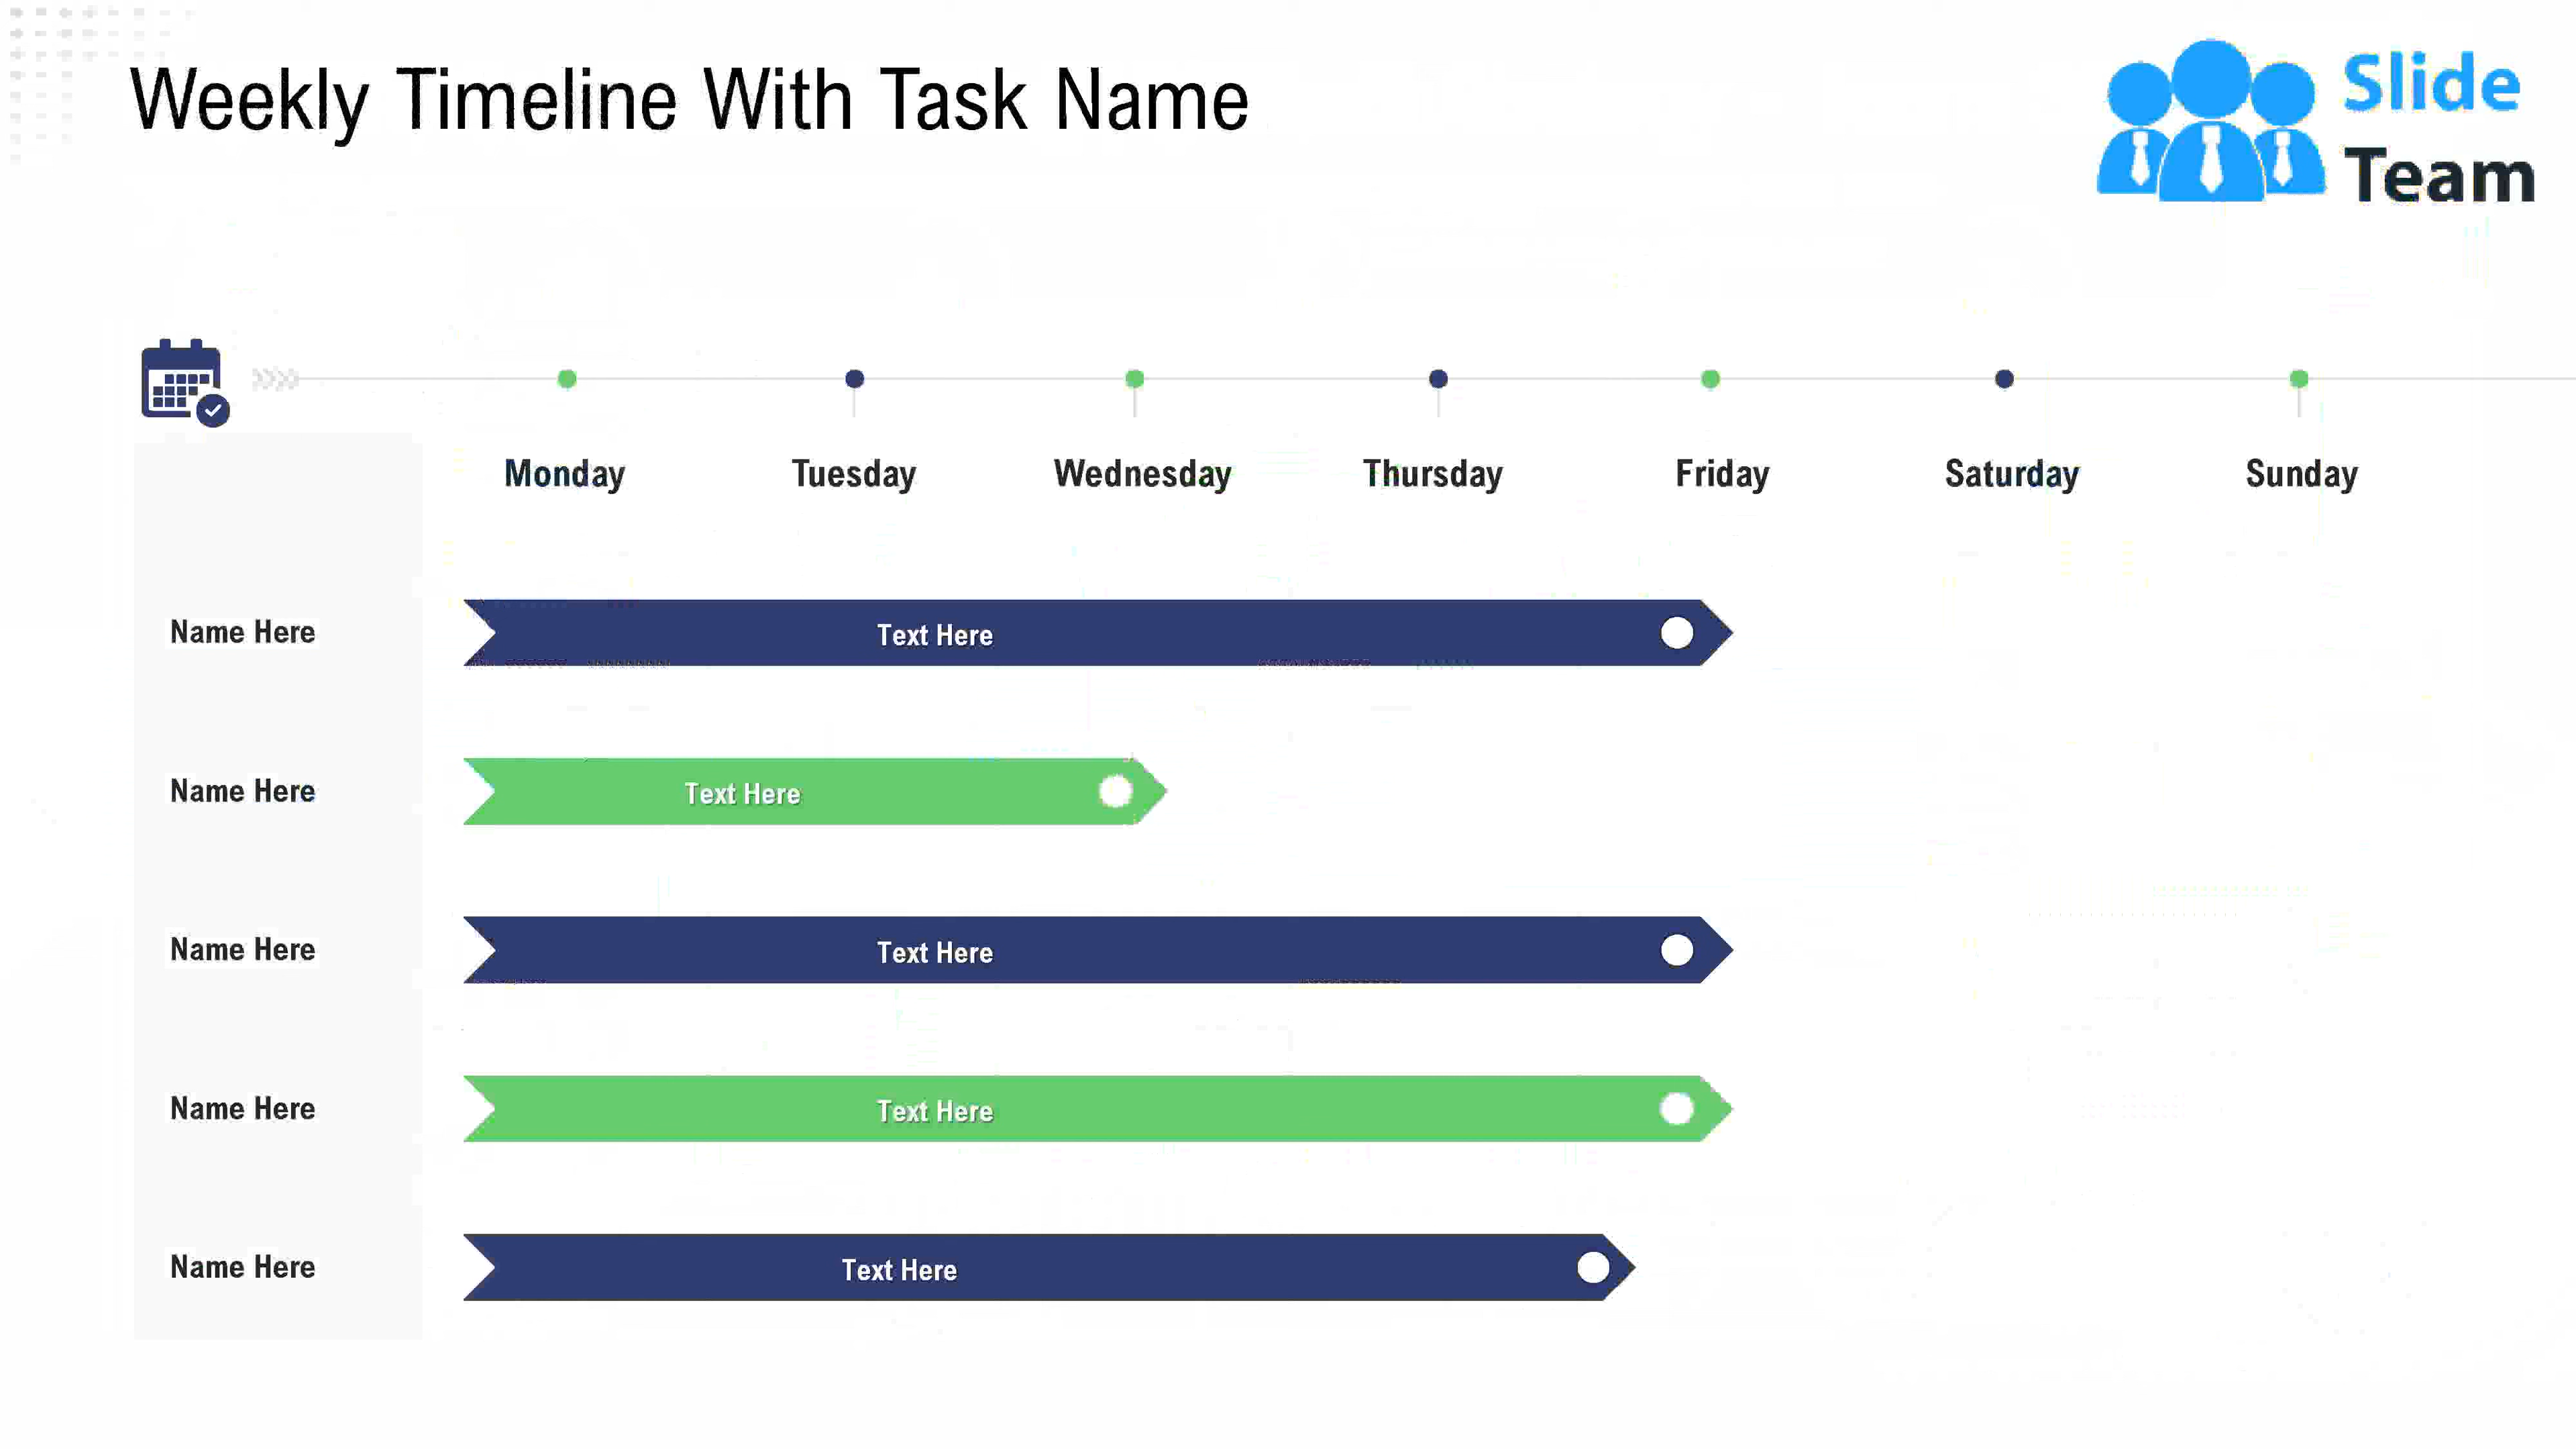 Weekly Timeline With Task Name
Slide
Team
Monday Tuesday Wednesday Thursday Friday Saturday Sunday
Name Here Text Here
Name Here Text Here
Name Here Text Here
Name Here Text Here
Name Here Text Here